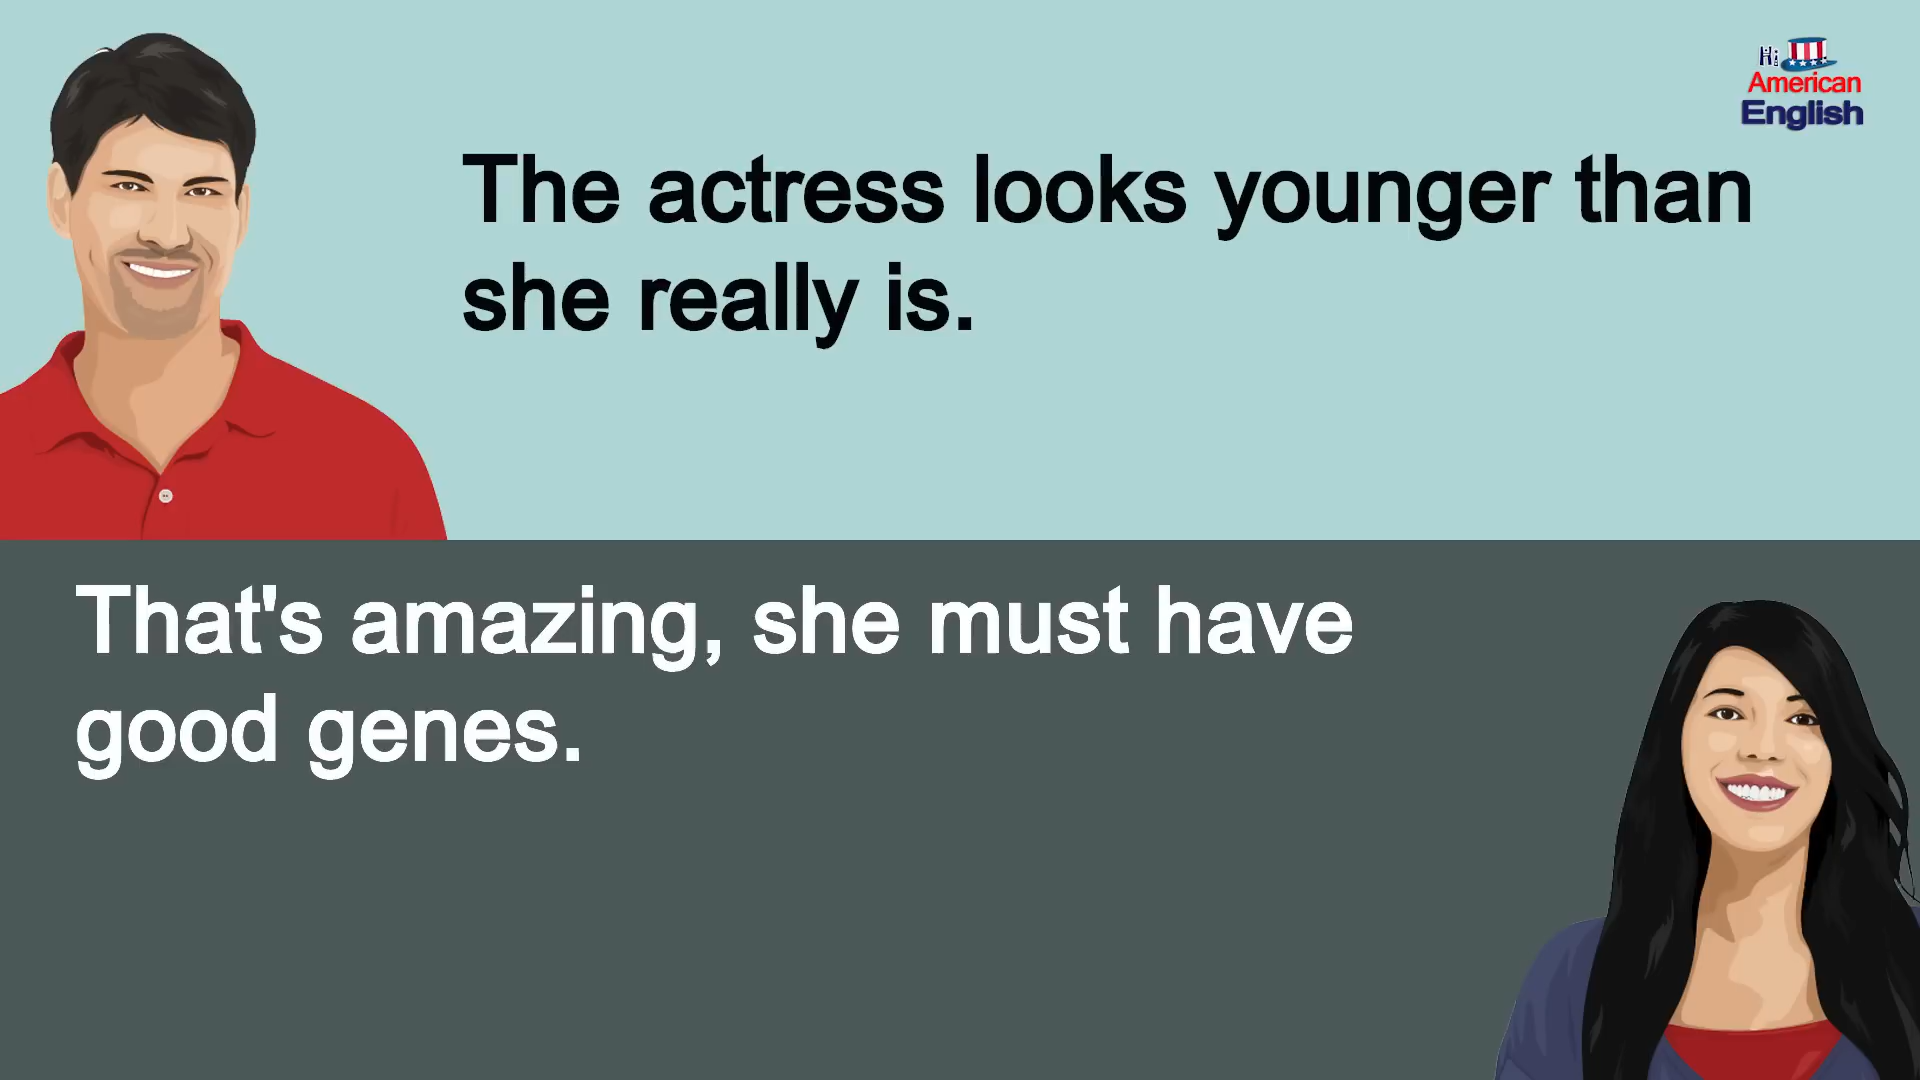 Hi
American
English
The actress looks younger than
she really is.
That's amazing, she must have
good genes.